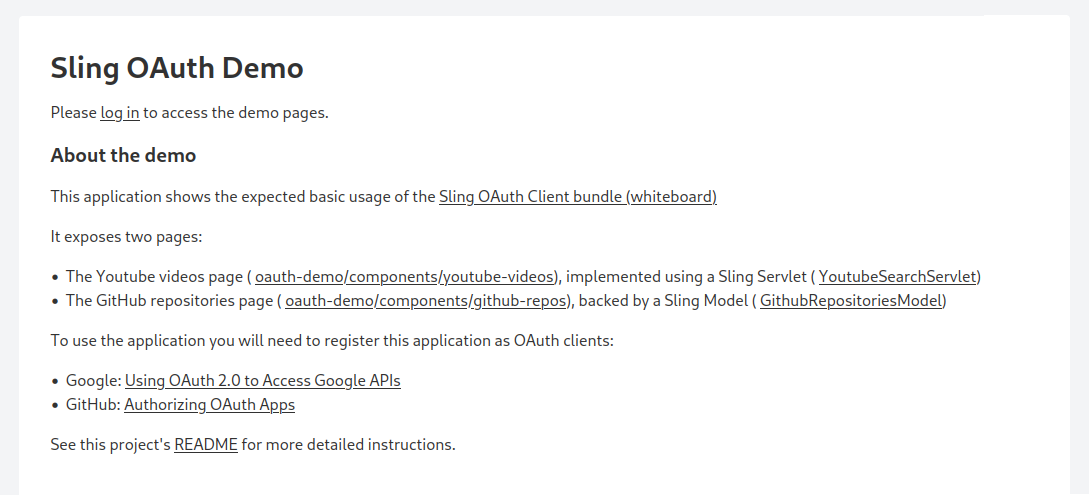 Sling OAuth Demo
Please log in to access the demo pages.
About the demo
This application shows the expected basic usage of the Sling OAuth Client bundle (whiteboard)
It exposes two pages:
• The Youtube videos page ( oauth-demo/components/youtube-videos), implemented using a Sling Servlet ( YoutubeSearchServlet)
• The GitHub repositories page ( oauth-demo/components/github-repos), backed by a Sling Model ( GithubRepositoriesModel)
To use the application you will need to register this application as OAuth clients:
• Google: Using OAuth 2.0 to Access Google APIs
• GitHub: Authorizing OAuth Apps
See this project's README for more detailed instructions.